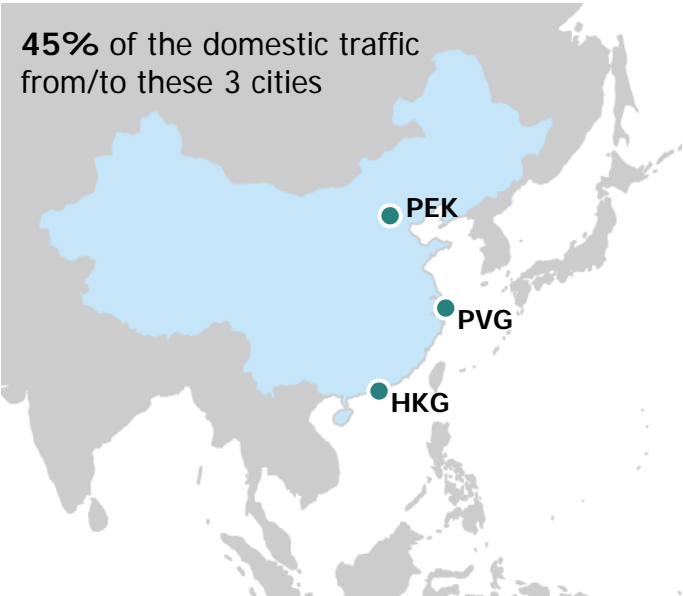 45% of the domestic traffic
from/to these 3 cities
PEK
PVG
HKG